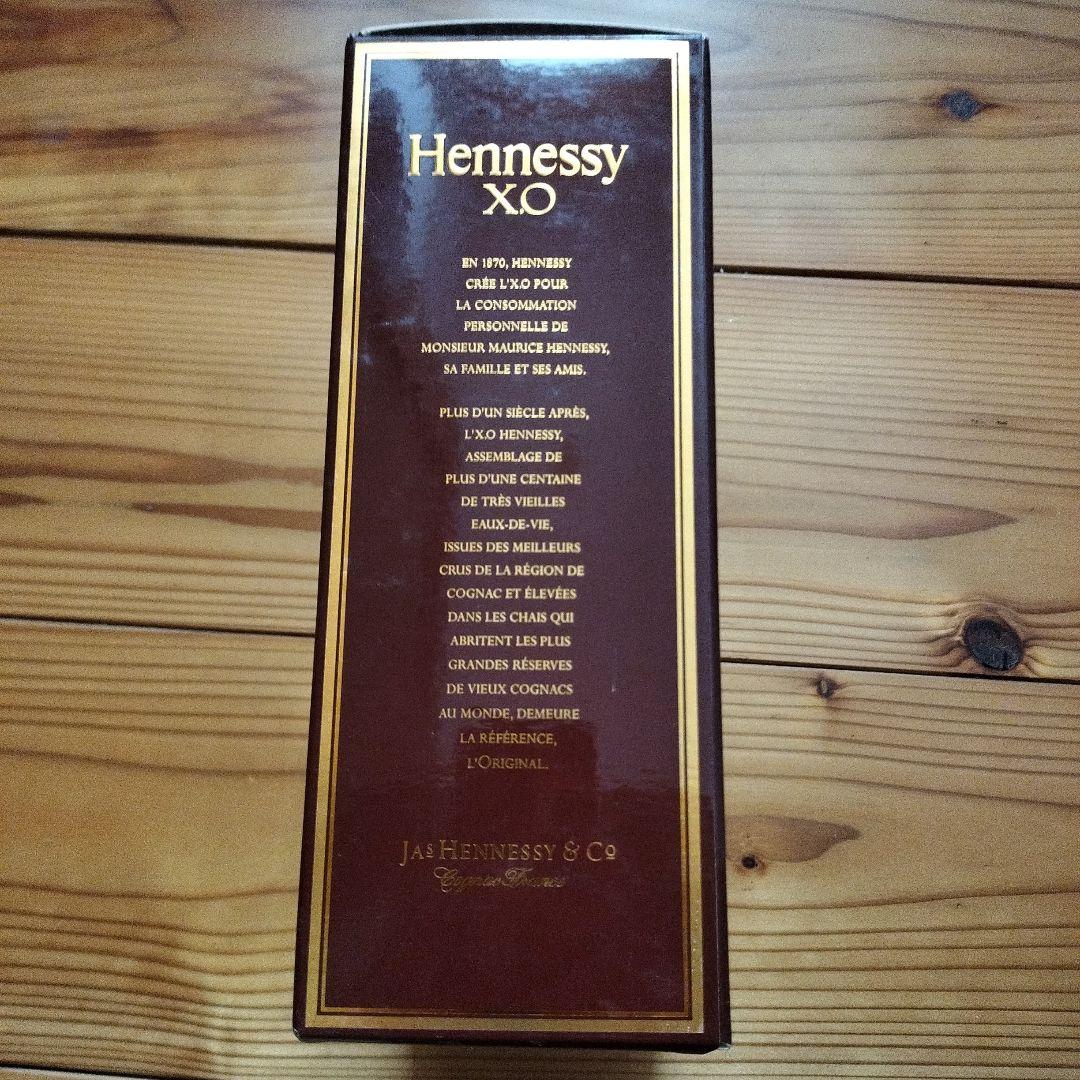 Hennessy
X.O
EN 1870, HENNESSY
CRÉE L'X.O POUR
LA CONSOMMATION
PERSONNELLE DE
MONSIEUR MAURICE HENNESSY,
SA FAMILLE ET SES AMIS.
PLUS D'UN SIÈCLE APRÈS,
L'X.O HENNESSY,
ASSEMBLAGE DE
PLUS D'UNE CENTAINE
DE TRÈS VIEILLES
EAUX-DE-VIE,
ISSUES DES MEILLEURS
CRUS DE LA RÉGION DE
COGNAC ET ÉLEVÉES
DANS LES CHAIS QUI
ABRITENT LES PLUS
GRANDES RÉSERVES
DE VIEUX COGNACS
AU MONDE, DEMEURE
LA RÉFÉRENCE,
L'ORIGINAL.
JAS HENNESSY & CO
Cognac France